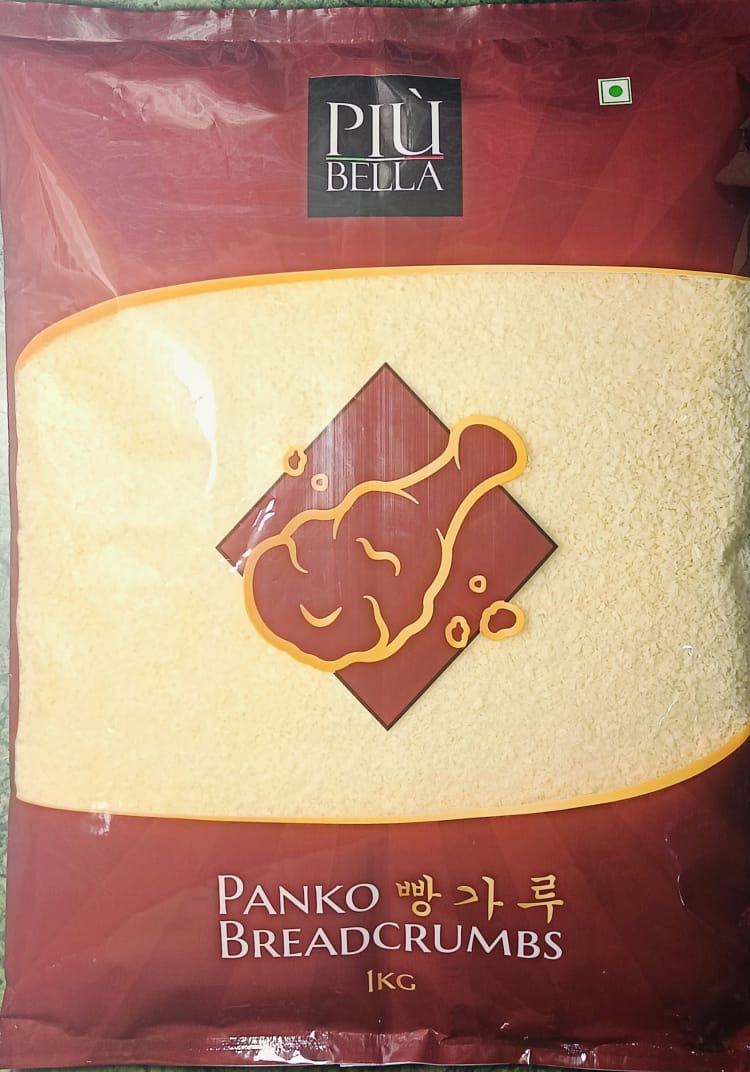 PIÙ
BELLA
PANKO 빵가루
BREADCRUMBS
1KG